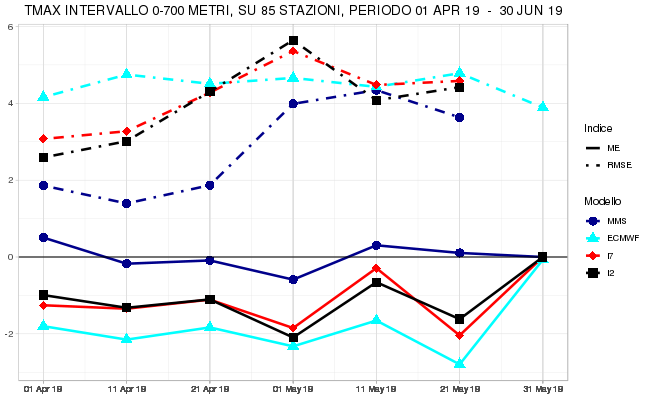 TMAX INTERVALLO 0-700 METRI, SU 85 STAZIONI, PERIODO 01 APR 19 - 30 JUN 19
6
4
2
0
-2
01 Apr 19 11 Apr 19 21 Apr 19 01 May 19 11 May 19 21 May 19 31 May 19
Indice
ME
RMSE
Modello
MMS
ECMWF
I7
I2